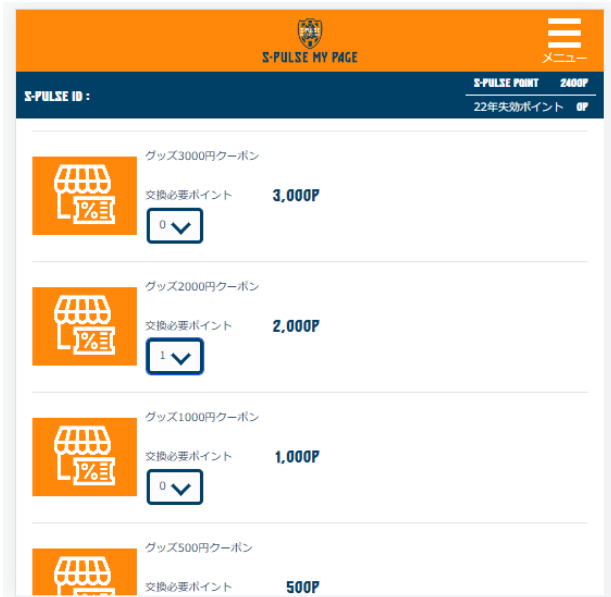 S-PULSE MY PAGE
メニュー
S-PULSE ID :
S-PULSE POINT 2400P
22年失効ポイント 0P
グッズ3000円クーポン
交換必要ポイント 3,000P
0
グッズ2000円クーポン
交換必要ポイント 2,000P
1
グッズ1000円クーポン
交換必要ポイント 1,000P
0
グッズ500円クーポン
交換必要ポイント 500P